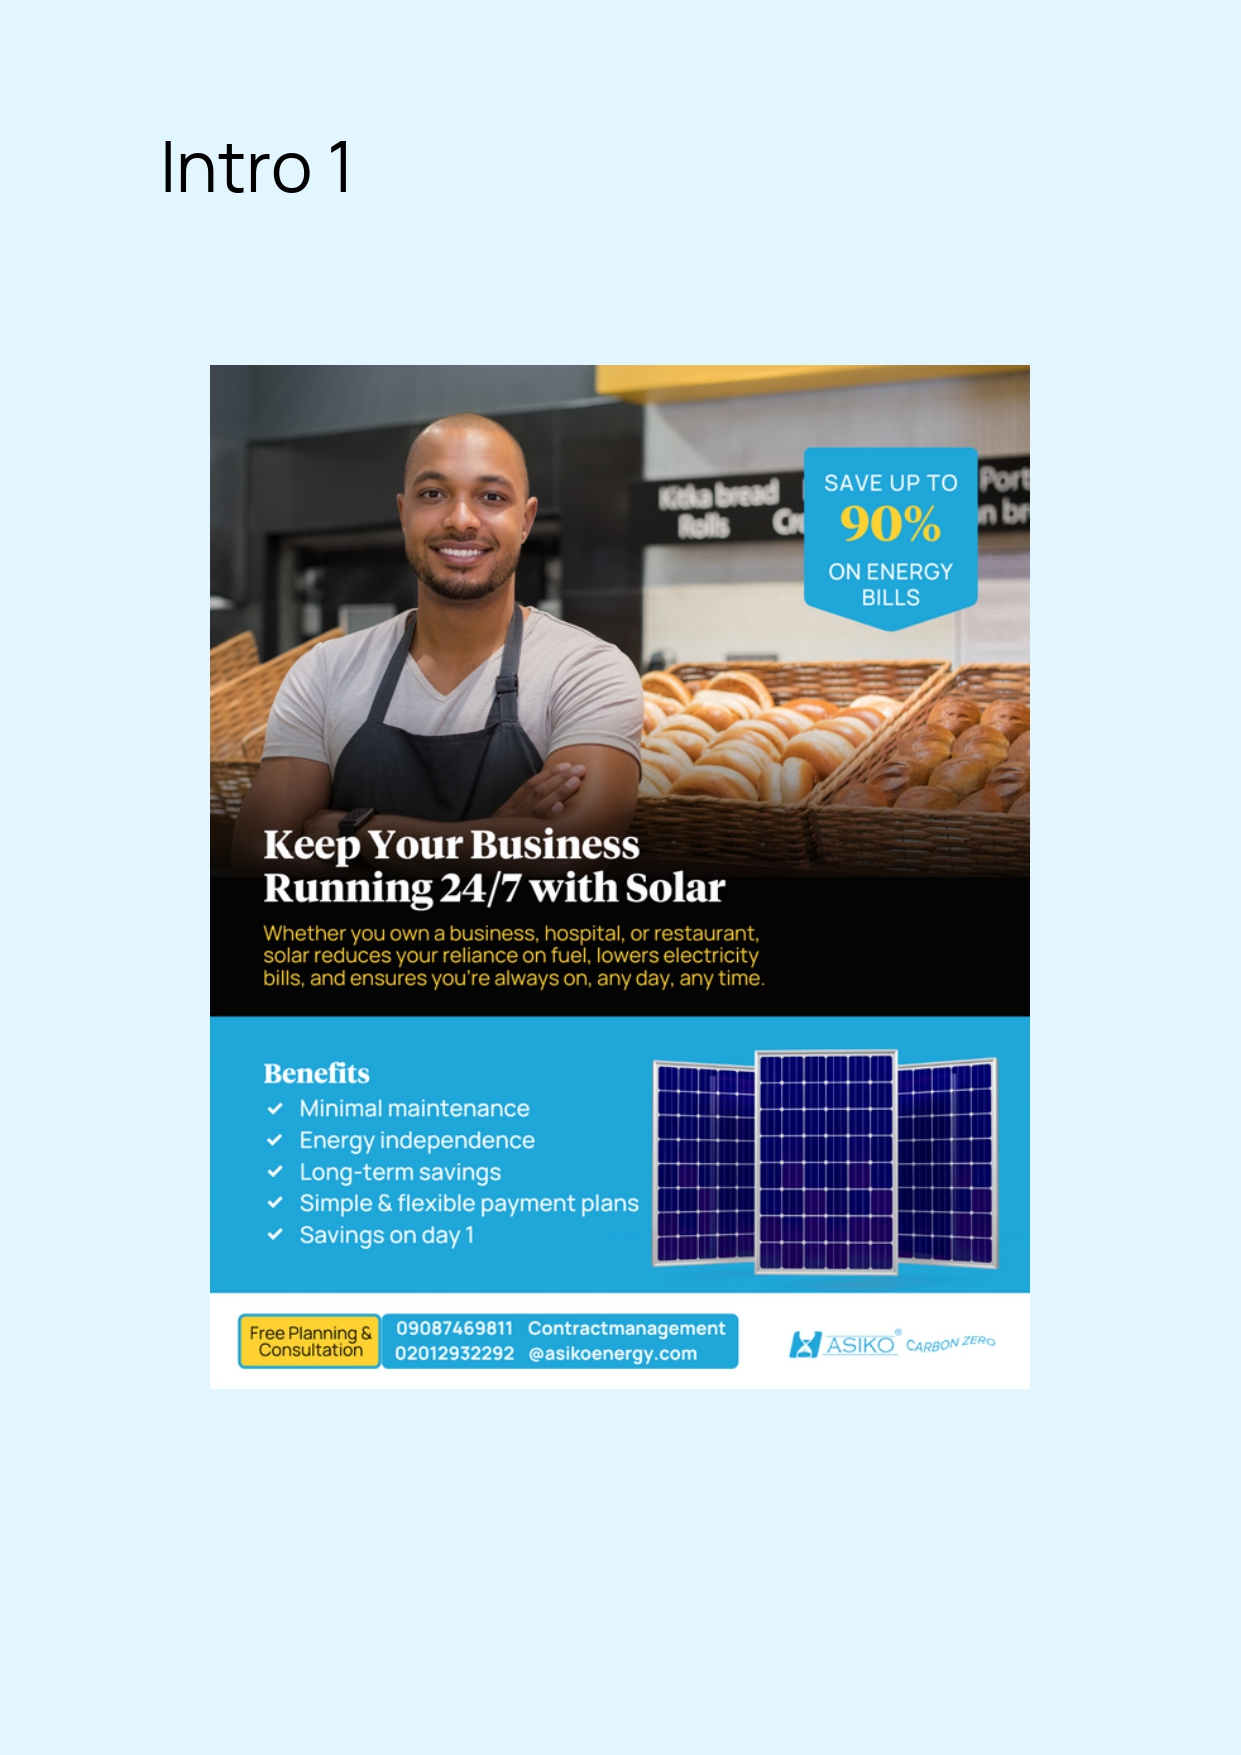 Intro 1
Kitka bread
Rolls
Port
SAVE UP TO
90%
ON ENERGY
BILLS
Keep Your Business
Running 24/7 with Solar
Whether you own a business, hospital, or restaurant,
solar reduces your reliance on fuel, lowers electricity
bills, and ensures you're always on, any day, any time.
Benefits
Minimal maintenance
Energy independence
Long-term savings
Simple & flexible payment plans
Savings on day 1
Free Planning &
Consultation
09087469811 Contractmanagement
02012932292 @asikoenergy.com
ASIKO® CARBON ZERO